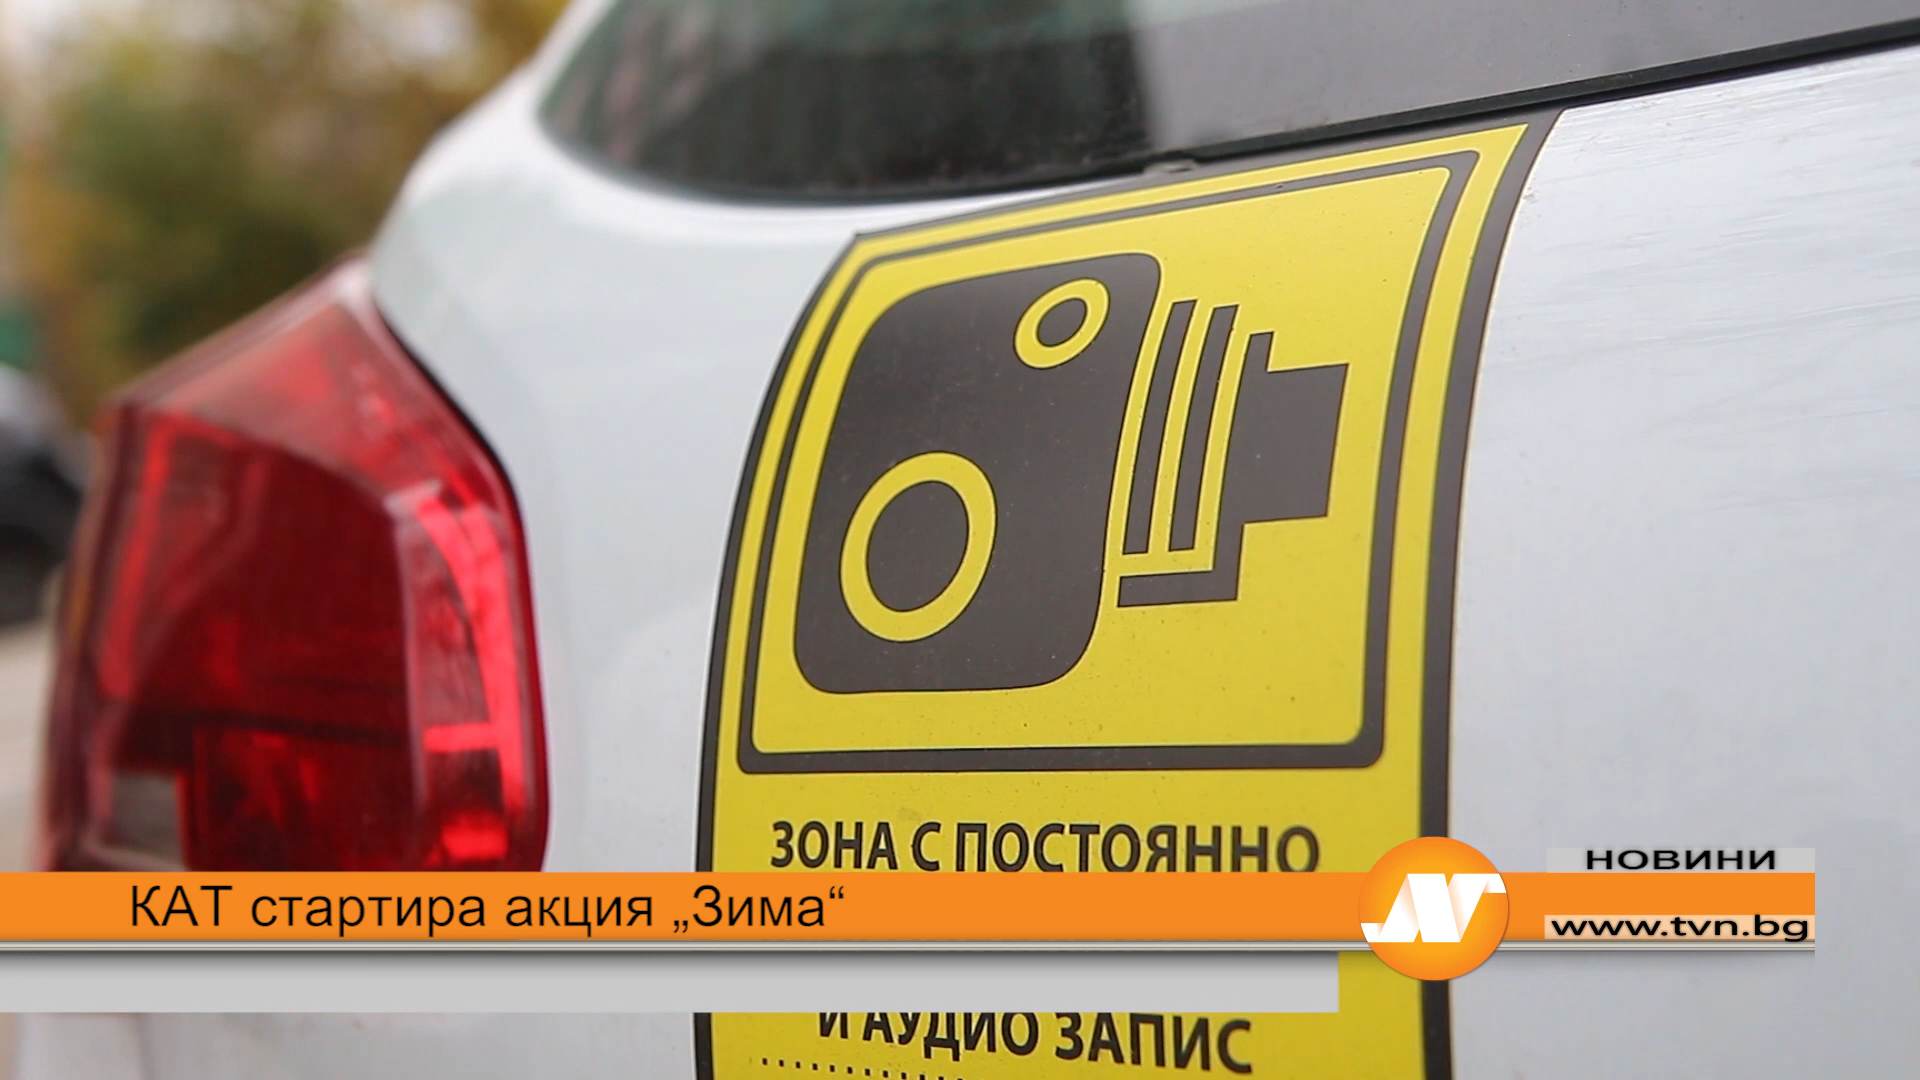 ЗОНА С ПОСТОЯННО
КАТ стартира акция „Зима“
НОВИНИ
www.tvn.bg
И АУДИО ЗАПИС